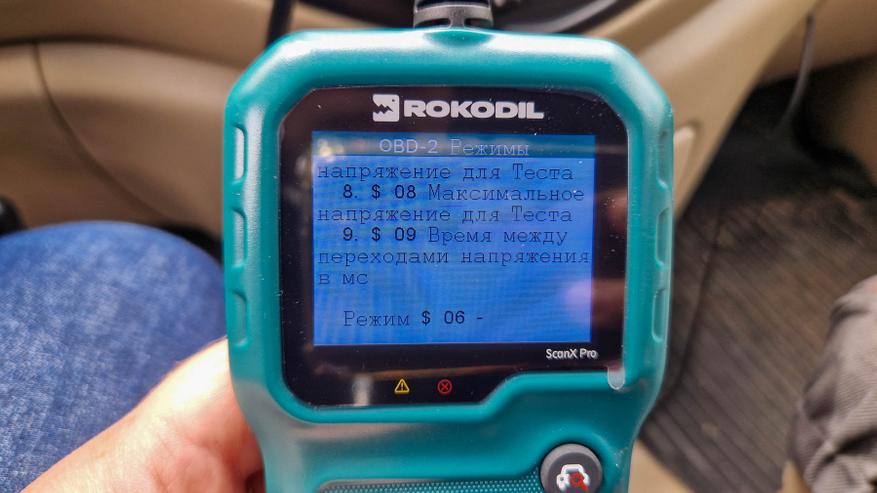 ROKODIL
OBD-2 Режимы
напряжение для Теста
8. $ 08 Максимальное
напряжение для Теста
9. $ 09 Время между
переходами напряжения
в мс
Режим $ 06 -
ScanX Pro